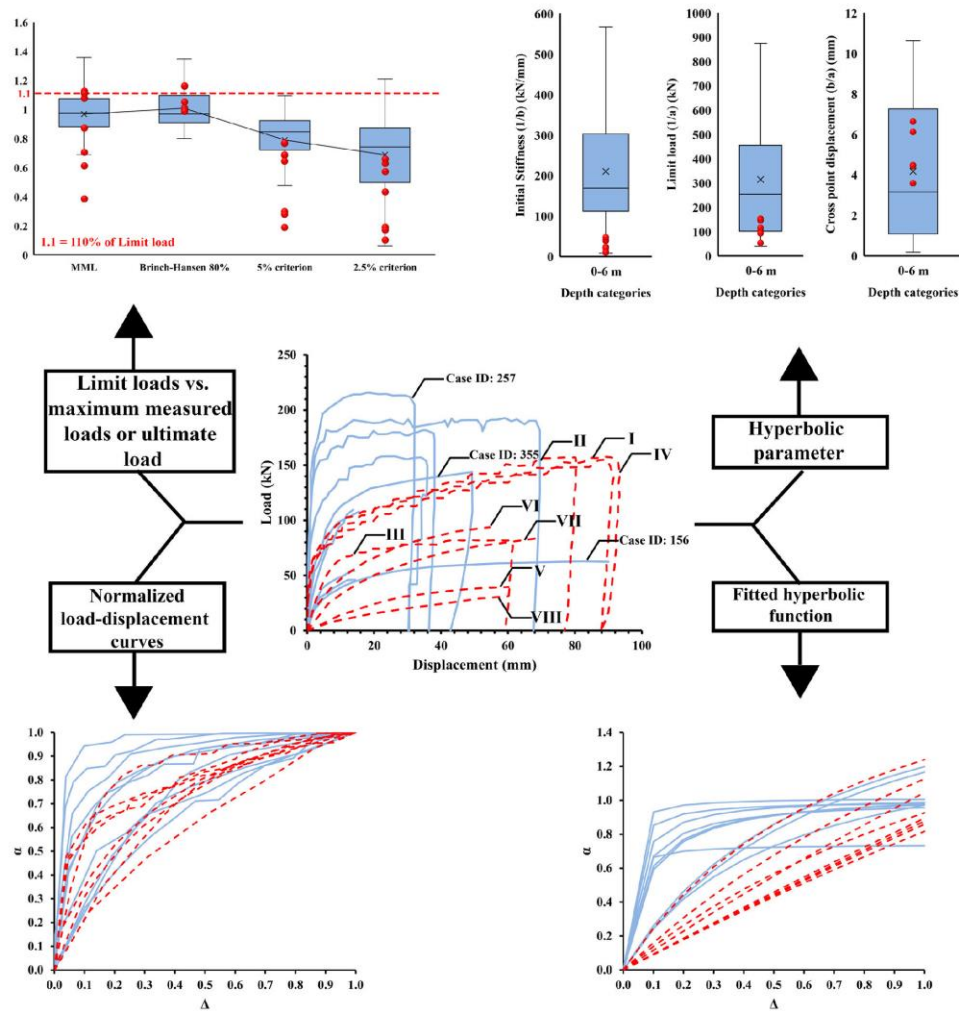 1.6
1.4
1.2
1.1
1
0.8
0.6
0.4
0.2
0
1.1 = 110% of Limit load
MML
Brinch-Hansen 80%
5% criterion
2.5% criterion
Initial Stiffness (1/b) (kN/mm)
600
500
400
300
200
100
0
0-6 m
Depth categories
Limit load (1/a) (kN)
1000
900
800
700
600
500
400
300
200
100
0
0-6 m
Depth categories
Cross point displacement (b/a) (mm)
12
10
8
6
4
2
0
0-6 m
Depth categories
Limit loads vs.
maximum measured
loads or ultimate
load
Normalized
load-displacement
curves
Load (kN)
250
200
150
100
50
0
Case ID: 257
Case ID: 355
II
I
IV
VI
III
VII
Case ID: 156
V
VIII
0 20 40 60 80 100
Displacement (mm)
Hyperbolic
parameter
Fitted hyperbolic
function
α
1.0
0.9
0.8
0.7
0.6
0.5
0.4
0.3
0.2
0.1
0.0
0.0 0.1 0.2 0.3 0.4 0.5 0.6 0.7 0.8 0.9 1.0
Δ
α
1.4
1.2
1.0
0.8
0.6
0.4
0.2
0.0
0.0 0.1 0.2 0.3 0.4 0.5 0.6 0.7 0.8 0.9 1.0
Δ